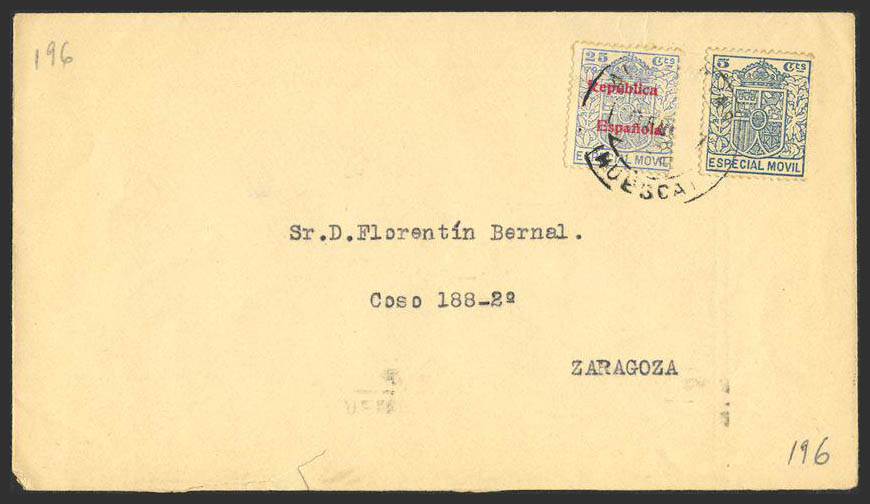 196
25 Cts
República
Española
ESPECIAL MOVIL
5 Cts
ESPECIAL MOVIL
HUESCA
Sr.D.Florentín Bernal.
Coso 188-2º
ZARAGOZA
196